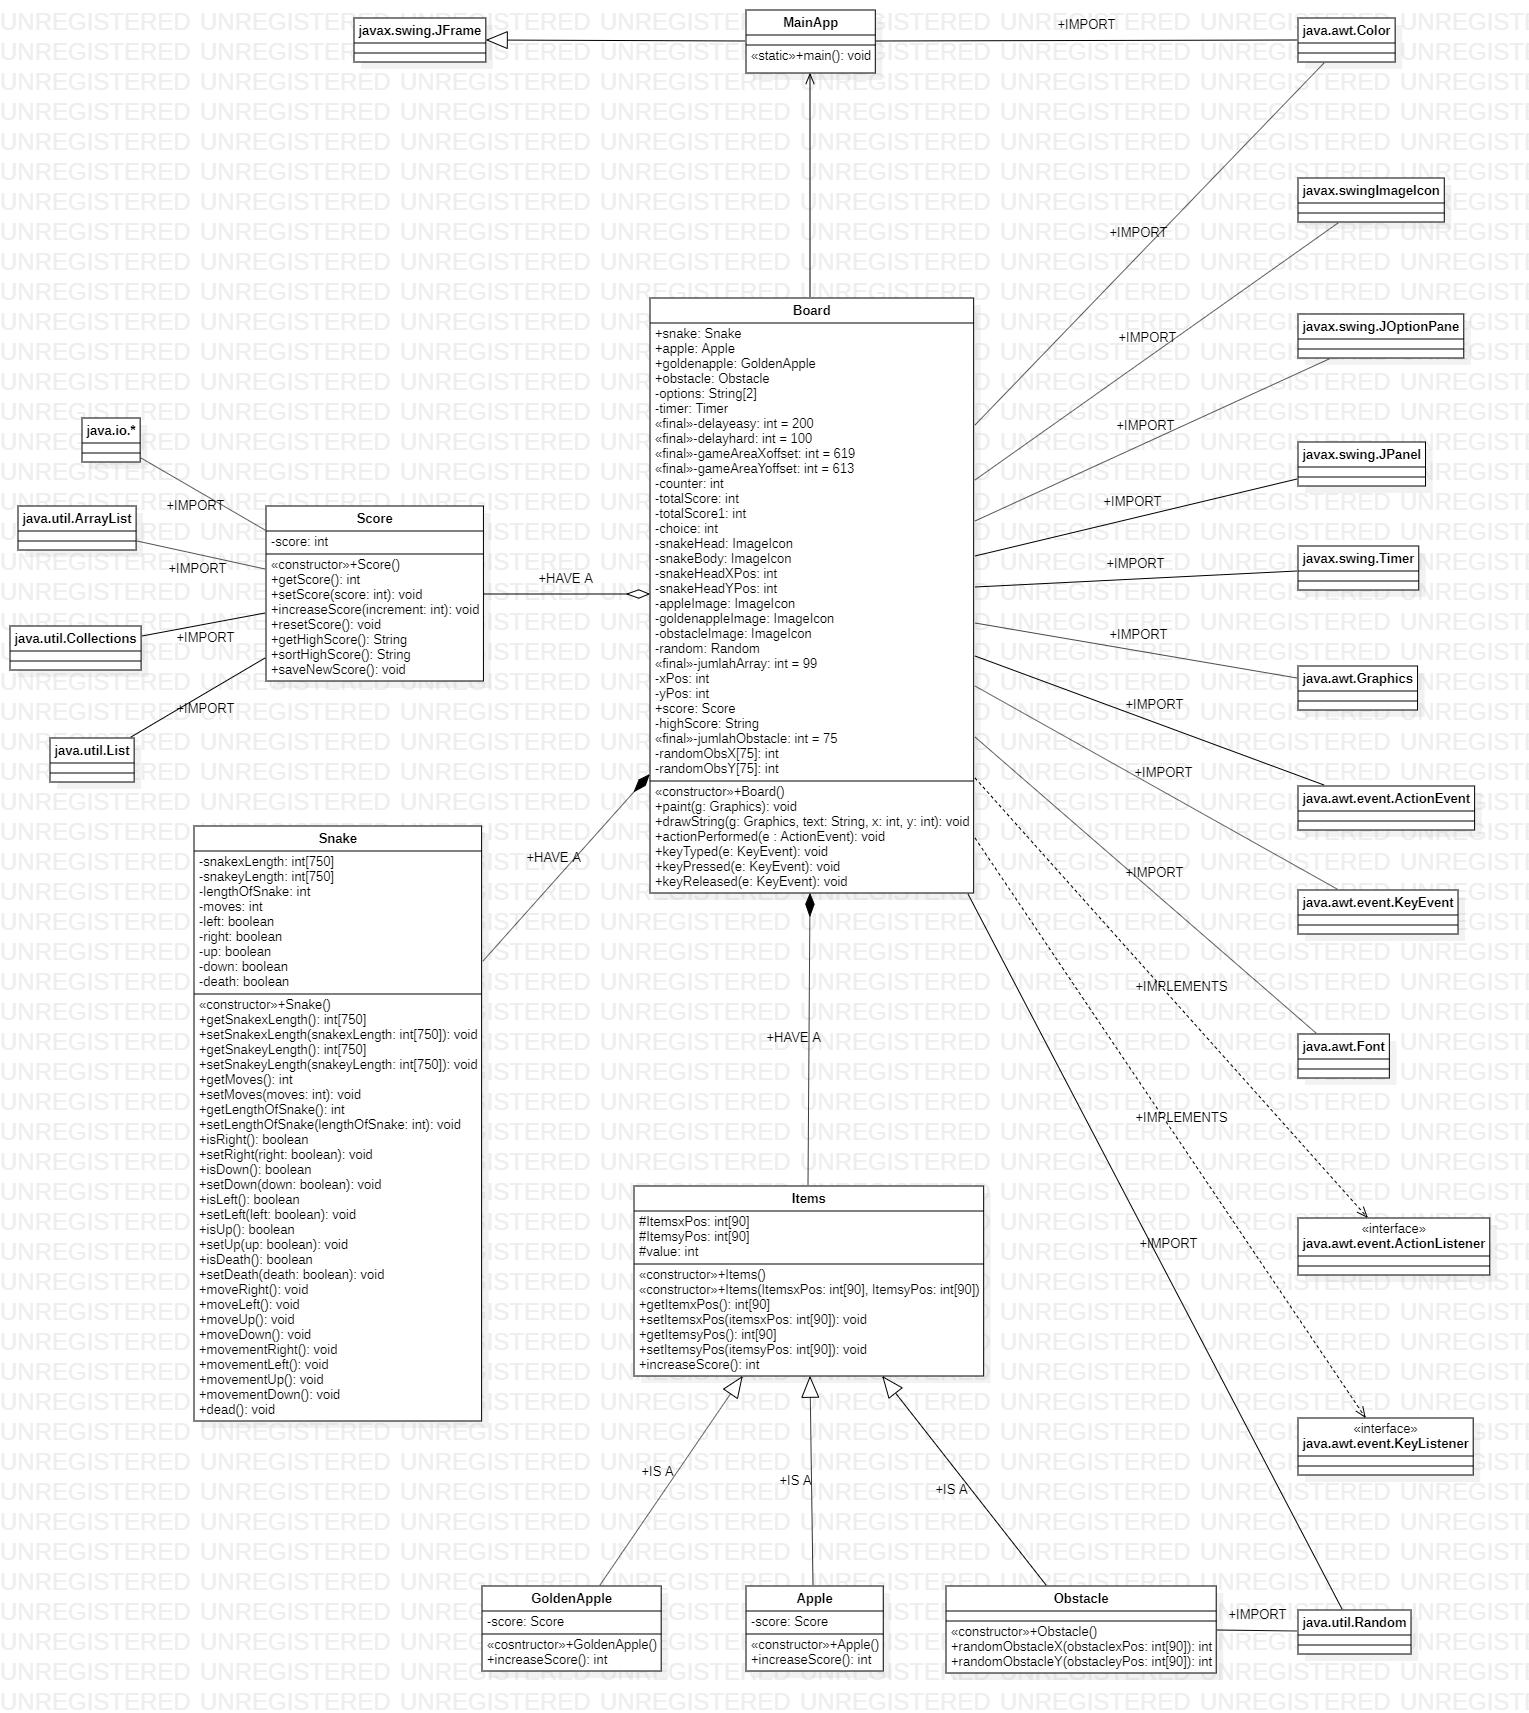 javax.swing.JFrame
MainApp
«static»+main(): void
+IMPORT
java.awt.Color
javax.swingImageIcon
+IMPORT
javax.swing.JOptionPane
+IMPORT
+IMPORT
javax.swing.JPanel
+IMPORT
javax.swing.Timer
+IMPORT
java.awt.Graphics
+IMPORT
java.awt.event.ActionEvent
+IMPORT
java.awt.event.KeyEvent
+IMPORT
java.awt.Font
+IMPORT
Board
+snake: Snake
+apple: Apple
+goldenapple: GoldenApple
+obstacle: Obstacle
-options: String[2]
-timer: Timer
«final»-delayeasy: int = 200
«final»-delayhard: int = 100
«final»-gameAreaXoffset: int = 619
«final»-gameAreaYoffset: int = 613
-counter: int
-totalScore: int
-totalScore1: int
-choice: int
-snakeHead: ImageIcon
-snakeBody: ImageIcon
-snakeHeadXPos: int
-snakeHeadYPos: int
-appleImage: ImageIcon
-goldenappleImage: ImageIcon
-obstacleImage: ImageIcon
-random: Random
«final»-jumlahArray: int = 99
-xPos: int
-yPos: int
+score: Score
-highScore: String
«final»-jumlahObstacle: int = 75
-randomObsX[75]: int
-randomObsY[75]: int
«constructor»+Board()
+paint(g: Graphics): void
+drawString(g: Graphics, text: String, x: int, y: int): void
+actionPerformed(e : ActionEvent): void
+keyTyped(e: KeyEvent): void
+keyPressed(e: KeyEvent): void
+keyReleased(e: KeyEvent): void
java.io.*
+IMPORT
java.util.ArrayList
+IMPORT
java.util.Collections
+IMPORT
java.util.List
+IMPORT
Score
-score: int
«constructor»+Score()
+getScore(): int
+setScore(score: int): void
+increaseScore(increment: int): void
+resetScore(): void
+getHighScore(): String
+sortHighScore(): String
+saveNewScore(): void
+HAVE A
Snake
-snakexLength: int[750]
-snakeyLength: int[750]
-lengthOfSnake: int
-moves: int
-left: boolean
-right: boolean
-up: boolean
-down: boolean
-death: boolean
«constructor»+Snake()
+getSnakexLength(): int[750]
+setSnakexLength(snakexLength: int[750]): void
+getSnakeyLength(): int[750]
+setSnakeyLength(snakeyLength: int[750]): void
+getMoves(): int
+setMoves(moves: int): void
+getLengthOfSnake(): int
+setLengthOfSnake(lengthOfSnake: int): void
+isRight(): boolean
+setRight(right: boolean): void
+isDown(): boolean
+setDown(down: boolean): void
+isLeft(): boolean
+setLeft(left: boolean): void
+isUp(): boolean
+setUp(up: boolean): void
+isDeath(): boolean
+setDeath(death: boolean): void
+moveRight(): void
+moveLeft(): void
+moveUp(): void
+moveDown(): void
+movementRight(): void
+movementLeft(): void
+movementUp(): void
+movementDown(): void
+dead(): void
+HAVE A
+HAVE A
+IMPLEMENTS
+IMPLEMENTS
+IMPORT
Items
#ItemsxPos: int[90]
#ItemsyPos: int[90]
#value: int
«constructor»+Items()
«constructor»+Items(ItemsxPos: int[90], ItemsyPos: int[90])
+getItemxPos(): int[90]
+setItemsxPos(itemsxPos: int[90]): void
+getItemsyPos(): int[90]
+setItemsyPos(itemsyPos: int[90]): void
+increaseScore(): int
«interface»
java.awt.event.ActionListener
«interface»
java.awt.event.KeyListener
+IS A
+IS A
+IS A
GoldenApple
-score: Score
«cosntructor»+GoldenApple()
+increaseScore(): int
Apple
-score: Score
«constructor»+Apple()
+increaseScore(): int
Obstacle
«constructor»+Obstacle()
+randomObstacleX(obstaclexPos: int[90]): int
+randomObstacleY(obstacleyPos: int[90]): int
+IMPORT
java.util.Random
UNREGISTERED